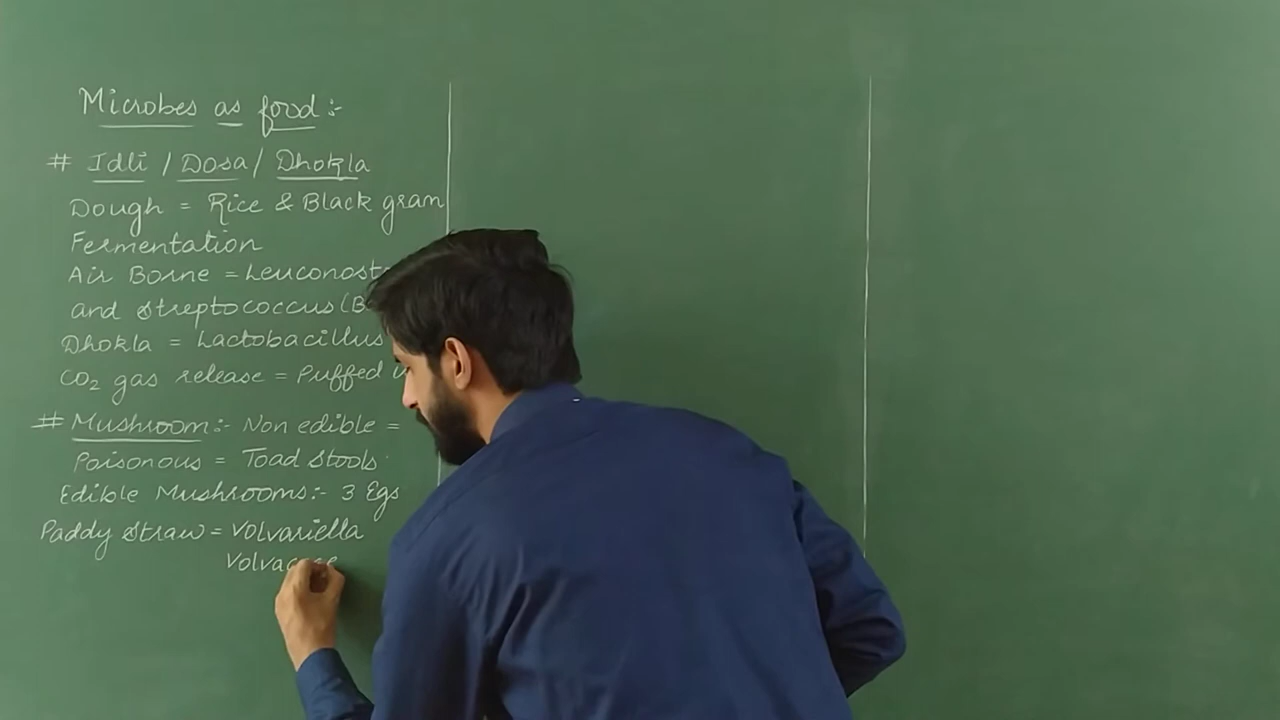 Microbes as food :-
# Idli / Dosa / Dhokla
Dough = Rice & Black gram
Fermentation
Air Borne =
and Streptococcus
Dhokla = Lactobacillus
CO2 gas release = Puffed
# Mushroom :- Non edible =
Poisonous = Toad Stools
Edible Mushrooms :- 3 Egs
Paddy Straw = Volvariella